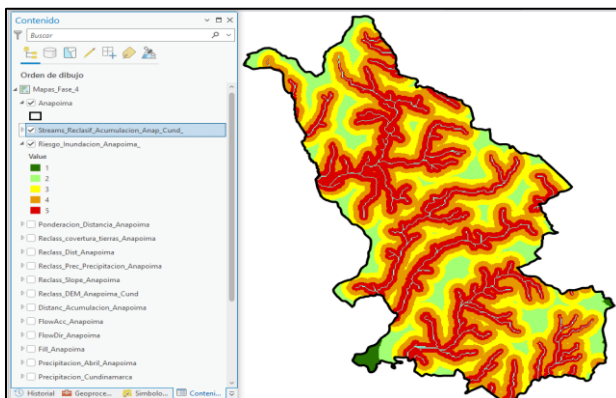 Contenido
Buscar
Orden de dibujo
Mapas_Fase_4
Anapoima
Streams_Reclasif_Acumulacion_Anap_Cund_
Riesgo_Inundacion_Anapoima_
Value
1
2
3
4
5
Ponderacion_Distancia_Anapoima
Reclass_covertura_tierras_Anapoima
Reclass_Dist_Anapoima
Reclass_Prec_Precipitacion_Anapoima
Reclass_Slope_Anapoima
Reclass_DEM_Anapoima_Cund
Distanc_Acumulacion_Anapoima
FlowAcc_Anapoima
FlowDir_Anapoima
Fill_Anapoima
Precipitacion_Abril_Anapoima
Precipitacion_Cundinamarca
Historial Geoproce... Simbolo... Conteni...